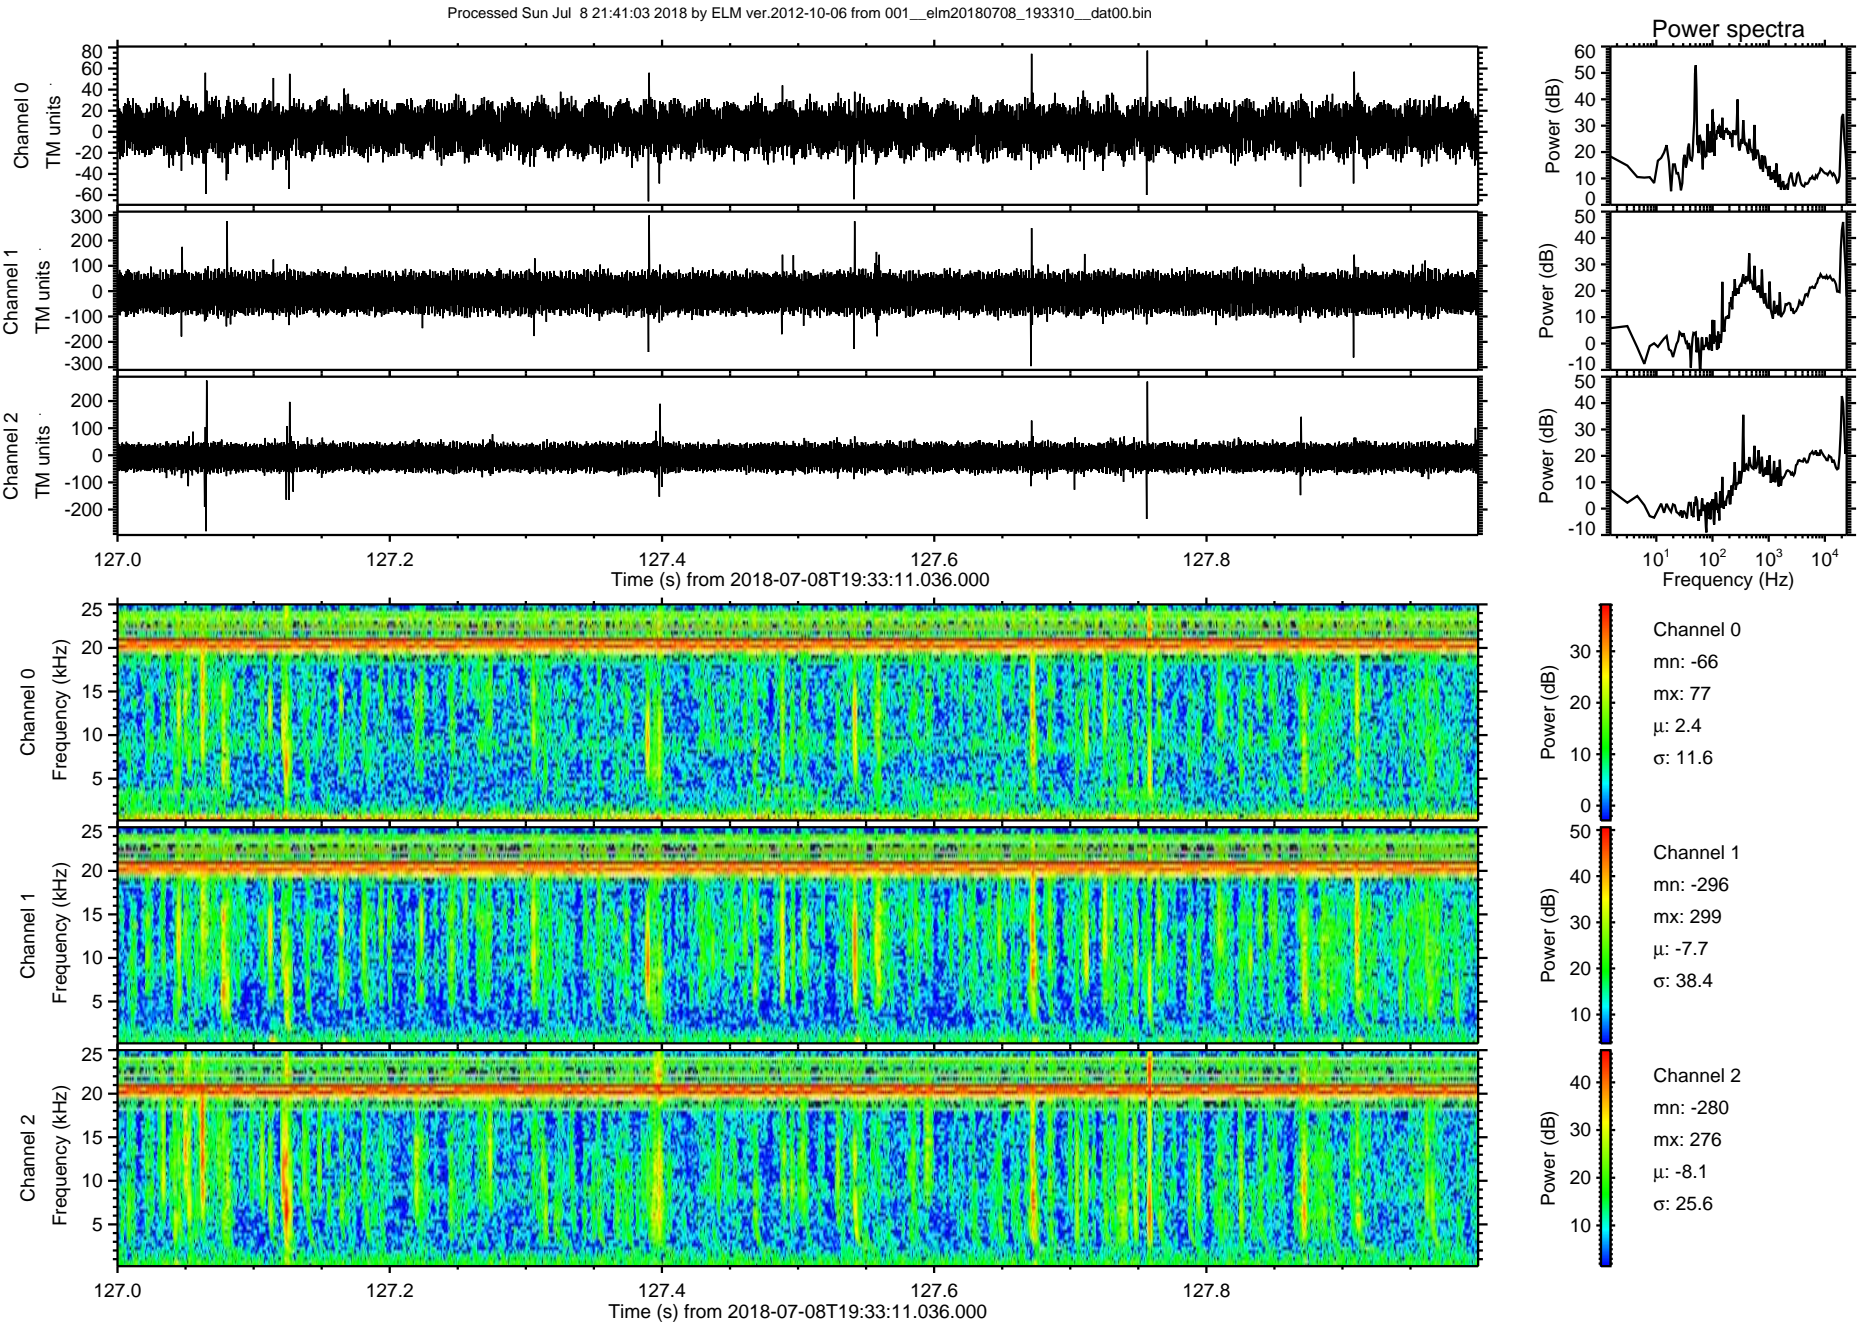 Processed Sun Jul  8 21:41:03 2018 by ELM ver.2012-10-06 from 001__elm20180708_193310__dat00.bin
Power spectra
Channel 0
TM units
80
60
40
20
0
-20
-40
-60
Power (dB)
60
50
40
30
20
10
0
Channel 1
TM units
300
200
100
0
-100
-200
-300
Power (dB)
50
40
30
20
10
0
-10
Channel 2
TM units
200
100
0
-100
-200
Power (dB)
50
40
30
20
10
0
-10
127.0 127.2 127.4 127.6 127.8
Time (s) from 2018-07-08T19:33:11.036.000
10¹ 10² 10³ 10⁴
Frequency (Hz)
Channel 0
Frequency (kHz)
25
20
15
10
5
Power (dB)
30
20
10
0
Channel 0
mn: -66
mx: 77
μ: 2.4
σ: 11.6
Channel 1
Frequency (kHz)
25
20
15
10
5
Power (dB)
50
40
30
20
10
Channel 1
mn: -296
mx: 299
μ: -7.7
σ: 38.4
Channel 2
Frequency (kHz)
25
20
15
10
5
Power (dB)
40
30
20
10
Channel 2
mn: -280
mx: 276
μ: -8.1
σ: 25.6
127.0 127.2 127.4 127.6 127.8
Time (s) from 2018-07-08T19:33:11.036.000